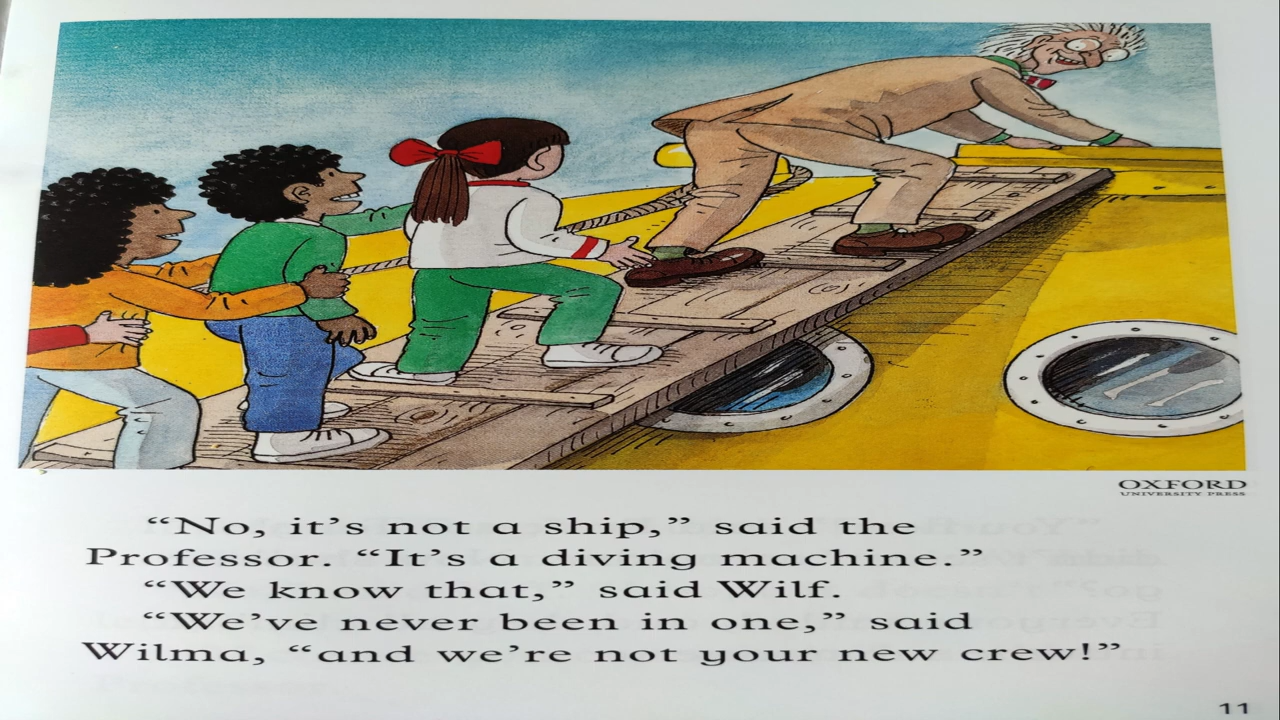 OXFORD
UNIVERSITY PRESS
“No, it’s not a ship,” said the
Professor. “It’s a diving machine.”
“We know that,” said Wilf.
“We’ve never been in one,” said
Wilma, “and we’re not your new crew!”
11